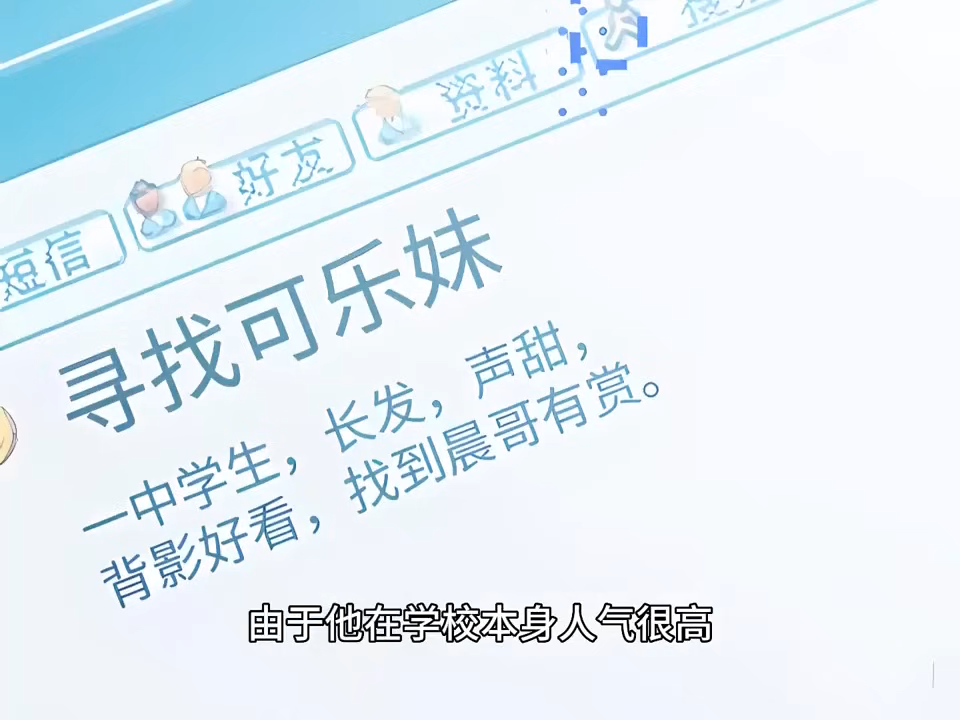 短信
好友
资料
寻找可乐妹
一中学生，长发，声甜，
背影好看，找到晨哥有赏。
由于他在学校本身人气很高